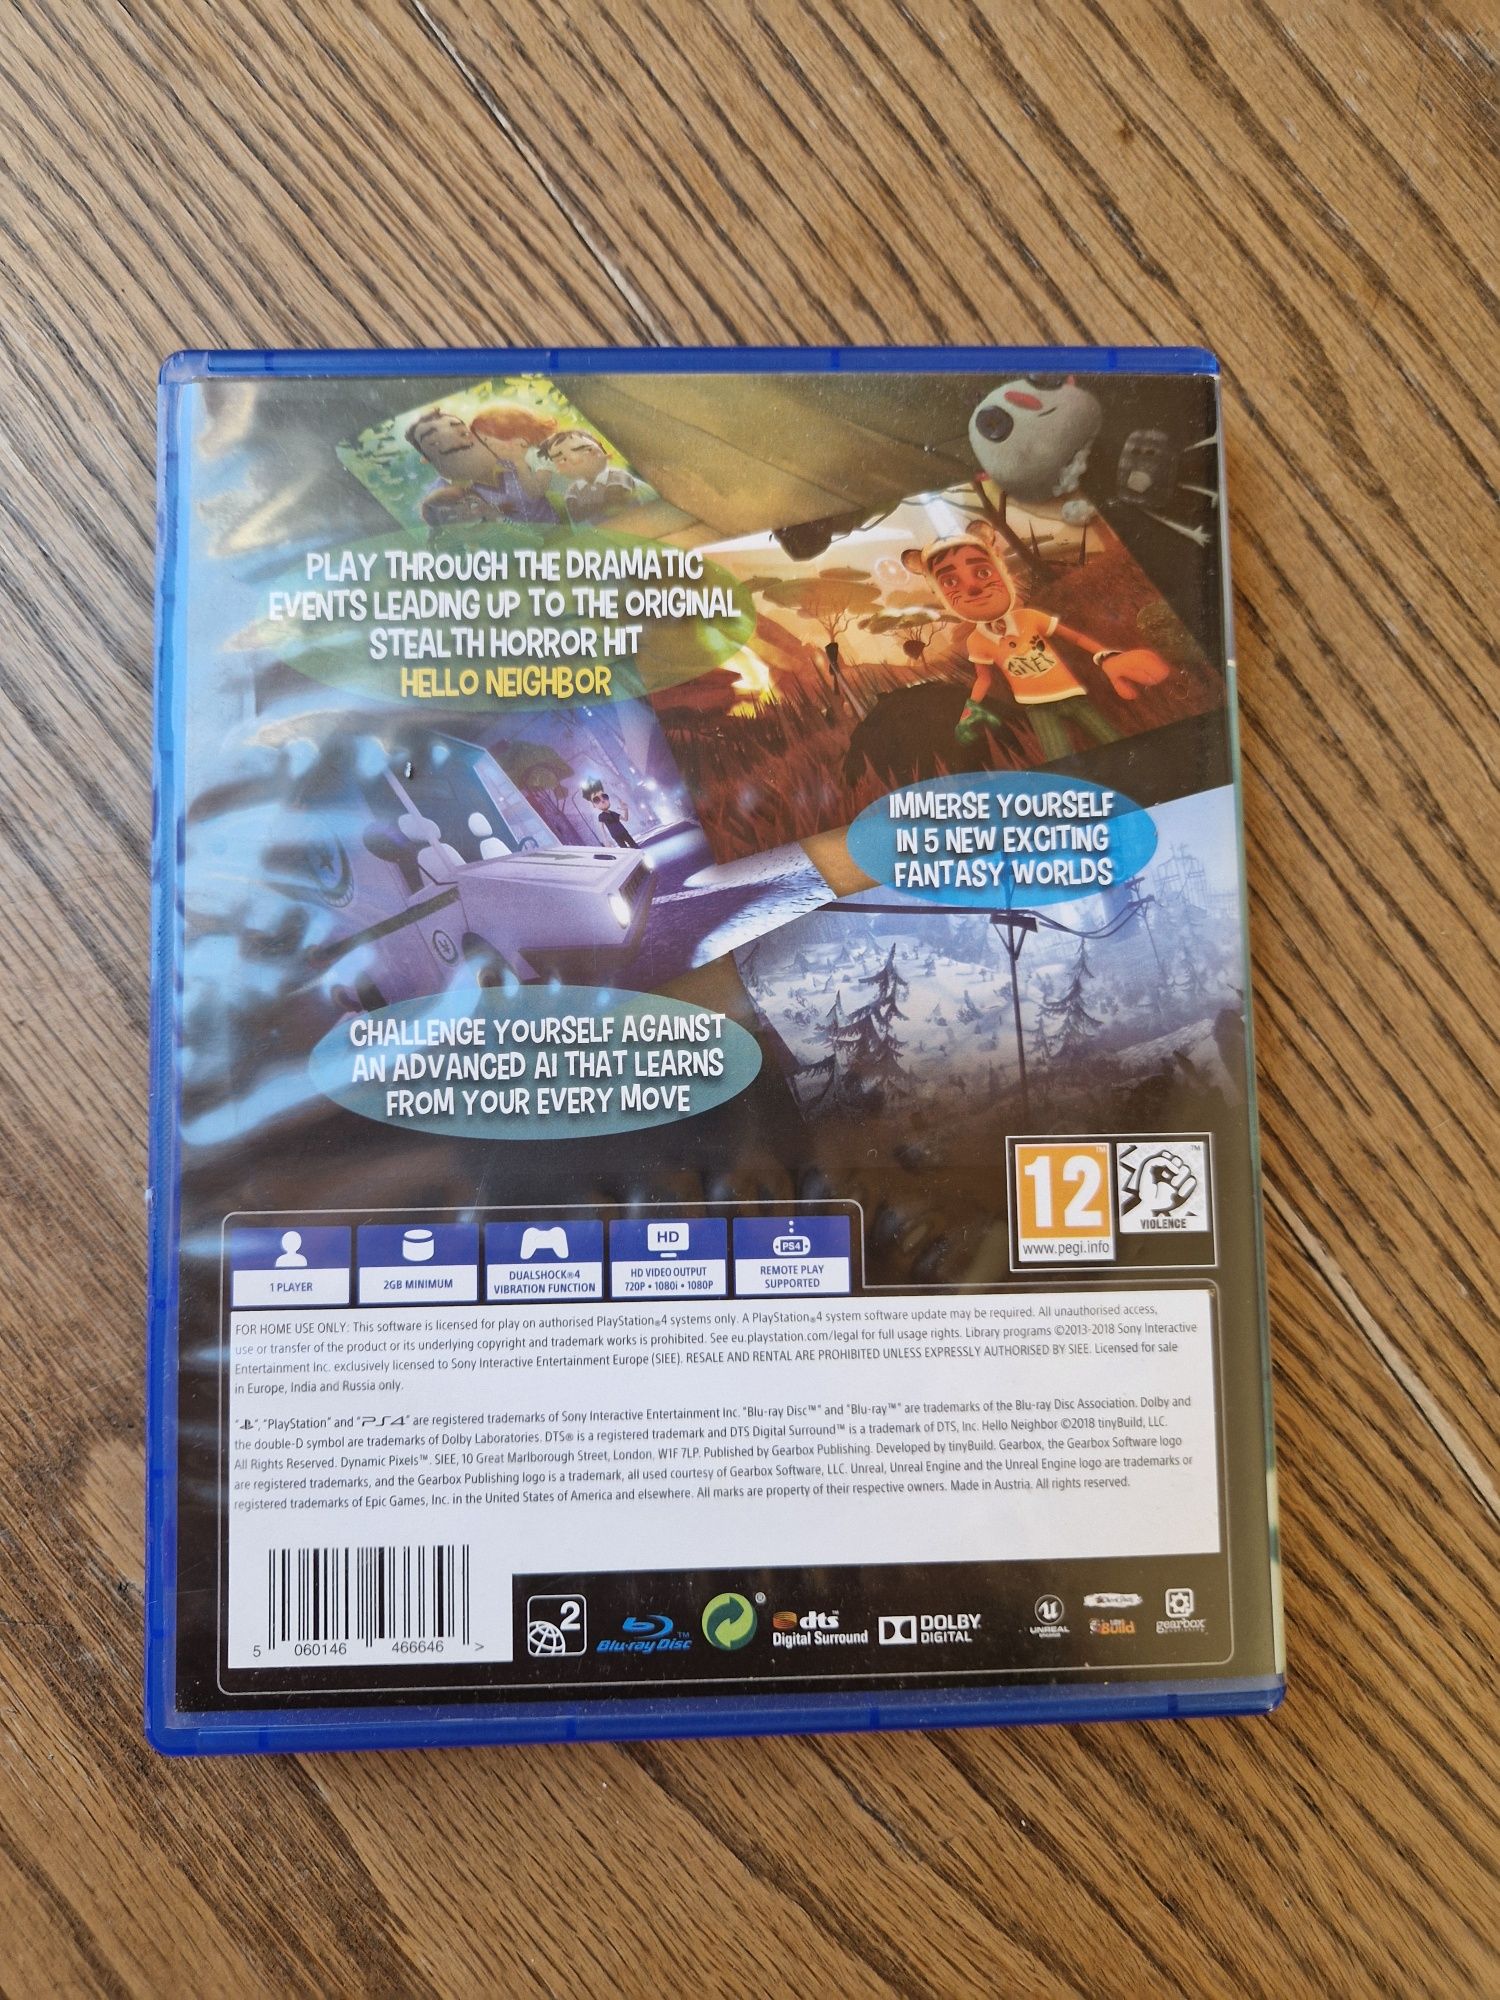 PLAY THROUGH THE DRAMATIC
EVENTS LEADING UP TO THE ORIGINAL
STEALTH HORROR HIT
HELLO NEIGHBOR
IMMERSE YOURSELF
IN 5 NEW EXCITING
FANTASY WORLDS
CHALLENGE YOURSELF AGAINST
AN ADVANCED AI THAT LEARNS
FROM YOUR EVERY MOVE
12
www.pegi.info
VIOLENCE
1 PLAYER
2GB MINIMUM
DUALSHOCK®4
VIBRATION FUNCTION
HD
HD VIDEO OUTPUT
720P • 1080i • 1080P
PS4
REMOTE PLAY
SUPPORTED
FOR HOME USE ONLY: This software is licensed for play on authorised PlayStation®4 systems only. A PlayStation®4 system software update may be required. All unauthorised access,
use or transfer of the product or its underlying copyright and trademark works is prohibited. See eu.playstation.com/legal for full usage rights. Library programs ©2013-2018 Sony Interactive
Entertainment Inc. exclusively licensed to Sony Interactive Entertainment Europe (SIEE). RESALE AND RENTAL ARE PROHIBITED UNLESS EXPRESSLY AUTHORISED BY SIEE. Licensed for sale
in Europe, India and Russia only.
"PlayStation" and "PS4" are registered trademarks of Sony Interactive Entertainment Inc. "Blu-ray Disc™" and "Blu-ray™" are trademarks of the Blu-ray Disc Association. Dolby and
the double-D symbol are trademarks of Dolby Laboratories. DTS® is a registered trademark and DTS Digital Surround™ is a trademark of DTS, Inc. Hello Neighbor ©2018 tinyBuild, LLC.
All Rights Reserved. Dynamic Pixels™. SIEE, 10 Great Marlborough Street, London, W1F 7LP. Published by Gearbox Publishing. Developed by tinyBuild. Gearbox, the Gearbox Software logo
are registered trademarks, and the Gearbox Publishing logo is a trademark, all used courtesy of Gearbox Software, LLC. Unreal, Unreal Engine and the Unreal Engine logo are trademarks or
registered trademarks of Epic Games, Inc. in the United States of America and elsewhere. All marks are property of their respective owners. Made in Austria. All rights reserved.
5 060146 466646 >
2
Blu-ray Disc™
®
dts™
Digital Surround
DOLBY
DIGITAL
UNREAL
Build
gearbox